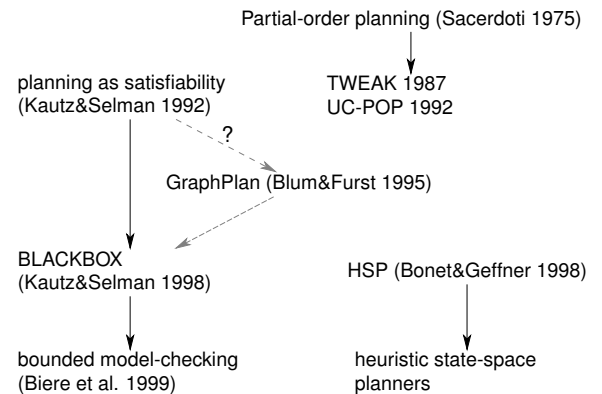 Partial-order planning (Sacerdoti 1975)
planning as satisfiability
(Kautz&Selman 1992)
TWEAK 1987
UC-POP 1992
?
GraphPlan (Blum&Furst 1995)
BLACKBOX
(Kautz&Selman 1998)
HSP (Bonet&Geffner 1998)
bounded model-checking
(Biere et al. 1999)
heuristic state-space
planners